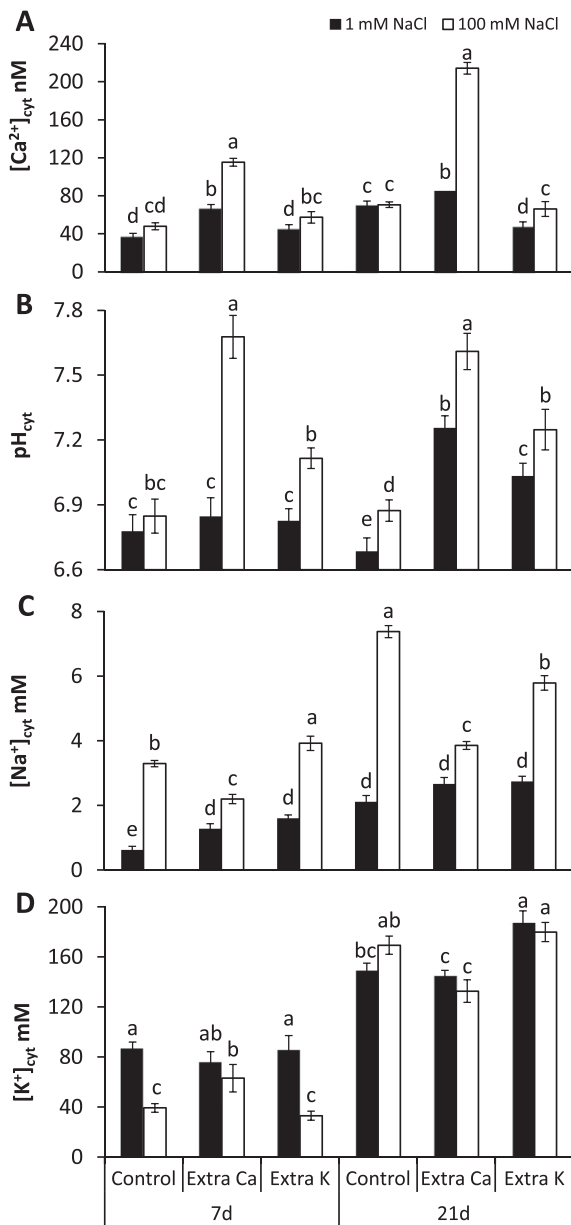 A
■ 1 mM NaCl □ 100 mM NaCl
[Ca²⁺]cyt nM
240
200
160
120
80
40
0
d cd b a d bc c c b a d c
B
pHcyt
7.8
7.5
7.2
6.9
6.6
c bc c a c b e d b a c b
C
[Na⁺]cyt mM
8
6
4
2
0
e b d c d a d a d c d b
D
[K⁺]cyt mM
200
160
120
80
40
0
a c ab b a c bc ab c c a a
Control Extra Ca Extra K Control Extra Ca Extra K
7d 21d